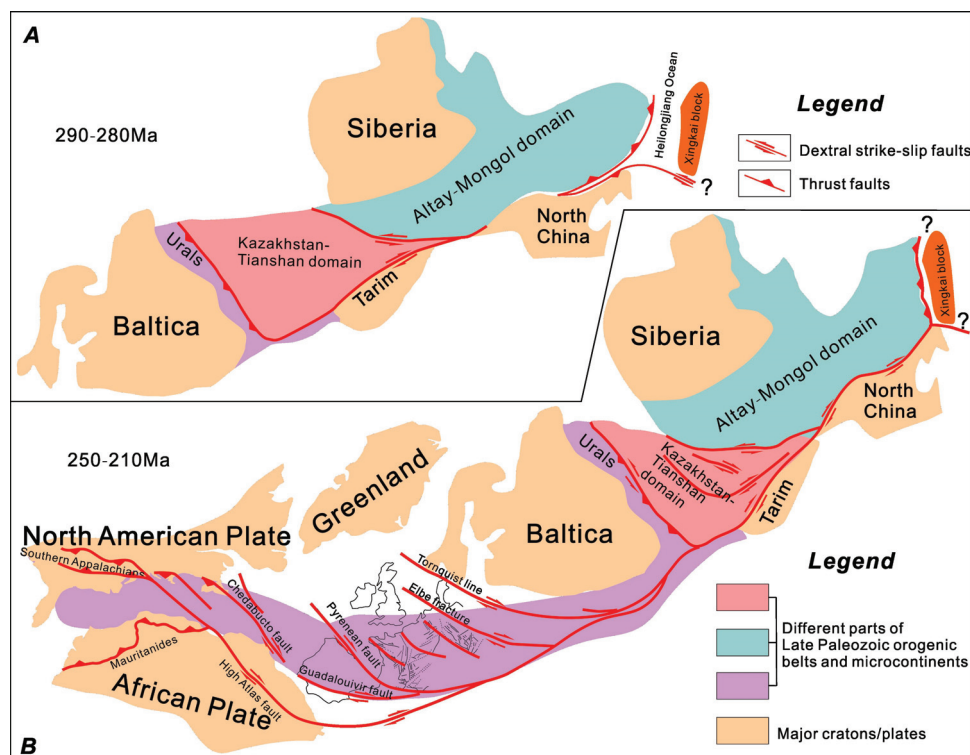 A
290-280Ma
Siberia
Altay-Mongol domain
Heilongjiang Ocean
Xingkai block
?
North
China
Urals
Kazakhstan-
Tianshan domain
Tarim
Baltica
Legend
Dextral strike-slip faults
Thrust faults
250-210Ma
Siberia
Altay-Mongol domain
?
Xingkai block
?
North
China
Urals
Kazakhstan-
Tianshan
domain
Tarim
Baltica
Greenland
North American Plate
Southern Appalachians
Chedabucto fault
Pyrenean fault
Tornquist line
Elbe fracture
Guadalouivir fault
Mauritanides
High Atlas fault
African Plate
B
Legend
Different parts of
Late Paleozoic orogenic
belts and microcontinents
Major cratons/plates